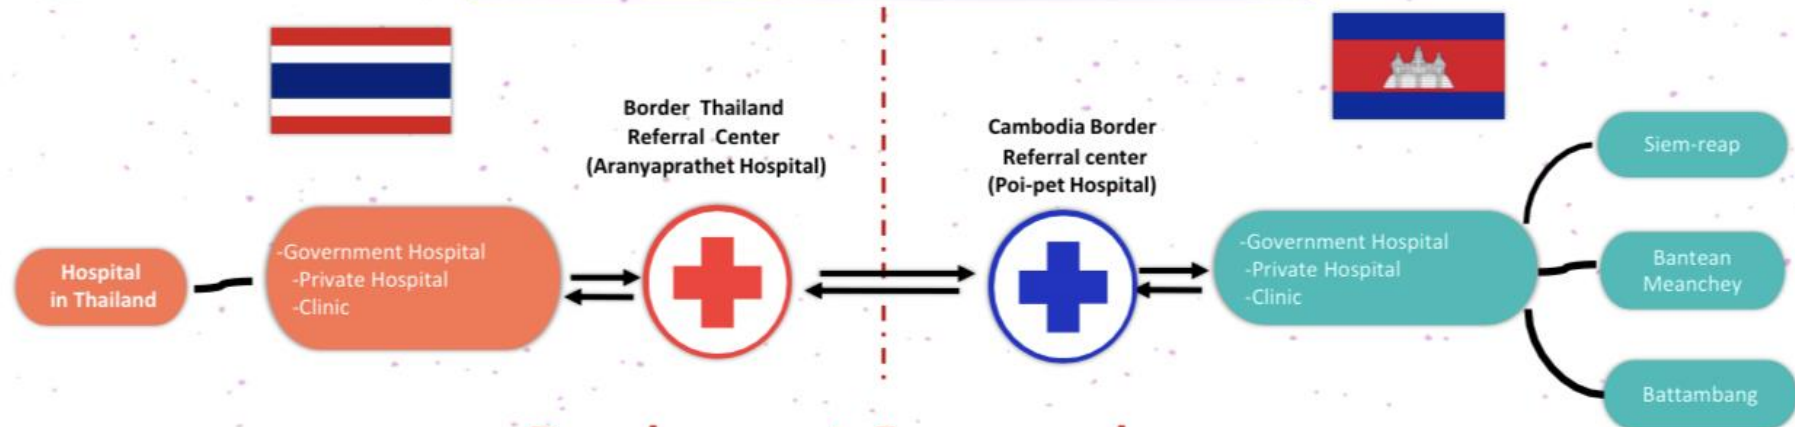 Border Thailand
Referral Center
(Aranyaprathet Hospital)
Cambodia Border
Referral center
(Poi-pet Hospital)
Hospital
in Thailand
-Government Hospital
-Private Hospital
-Clinic
-Government Hospital
-Private Hospital
-Clinic
Siem-reap
Bantean
Meanchey
Battambang